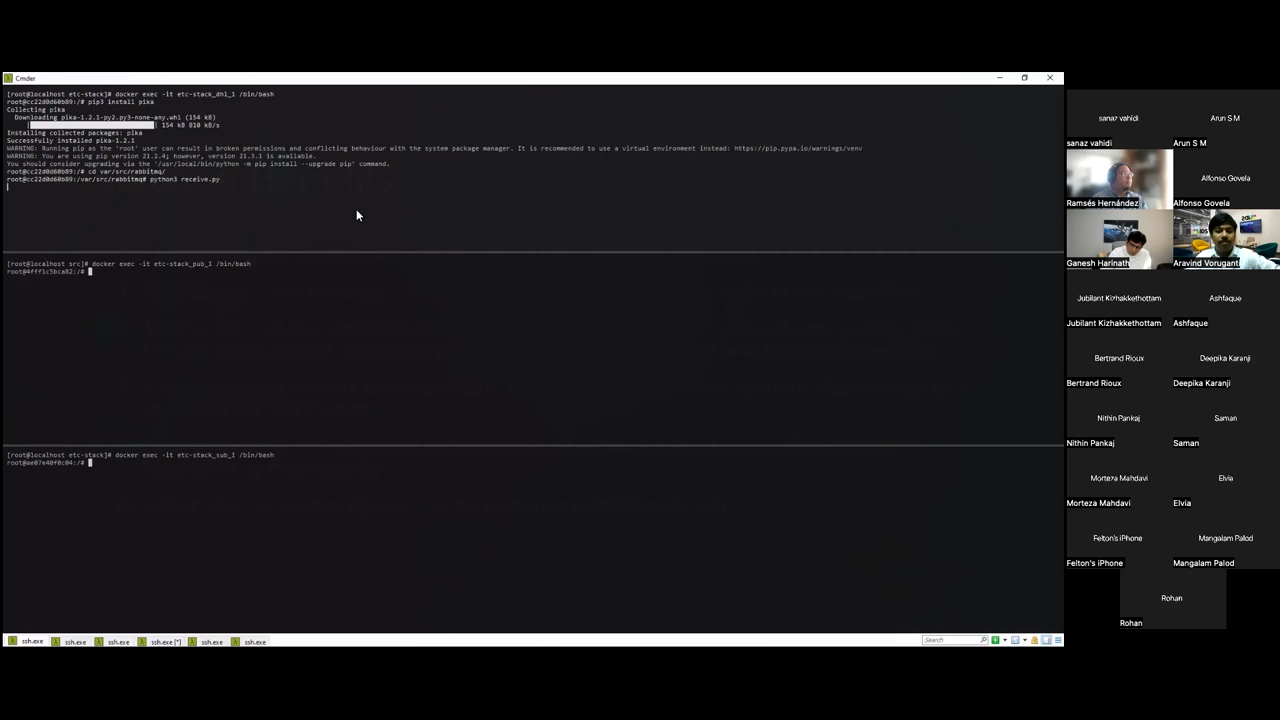 Cmder
[root@localhost etc-stack]# docker exec -it etc-stack_dhl_1 /bin/bash
root@cc22d0d60b89:/# pip3 install pika
Collecting pika
Downloading pika-1.2.1-py2.py3-none-any.whl (154 kB)
154 kB 810 kB/s
Installing collected packages: pika
Successfully installed pika-1.2.1
WARNING: Running pip as the 'root' user can result in broken permissions and conflicting behaviour with the system package manager. It is recommended to use a virtual environment instead: https://pip.pypa.io/warnings/venv
WARNING: You are using pip version 21.2.4; however, version 21.3.1 is available.
You should consider upgrading via the '/usr/local/bin/python -m pip install --upgrade pip' command.
root@cc22d0d60b89:/# cd var/src/rabbitmq/
root@cc22d0d60b89:/var/src/rabbitmq# python3 receive.py
[root@localhost src]# docker exec -it etc-stack_pub_1 /bin/bash
root@4fff1c5bca82:/#
[root@localhost etc-stack]# docker exec -it etc-stack_sub_1 /bin/bash
root@ae07e40f0c04:/#
ssh.exe ssh.exe ssh.exe ssh.exe [*] ssh.exe ssh.exe
Search
sanaz vahidi Arun S M
sanaz vahidi Arun S M
Alfonso Govela
Ramsés Hernández Alfonso Govela
Ganesh Harinath Aravind Voruganti
Jubilant Kizhakkethottam Ashfaque
Jubilant Kizhakkethottam Ashfaque
Bertrand Rioux Deepika Karanji
Bertrand Rioux Deepika Karanji
Nithin Pankaj Saman
Nithin Pankaj Saman
Morteza Mahdavi Elvia
Morteza Mahdavi Elvia
Felton's iPhone Mangalam Palod
Felton's iPhone Mangalam Palod
Rohan
Rohan